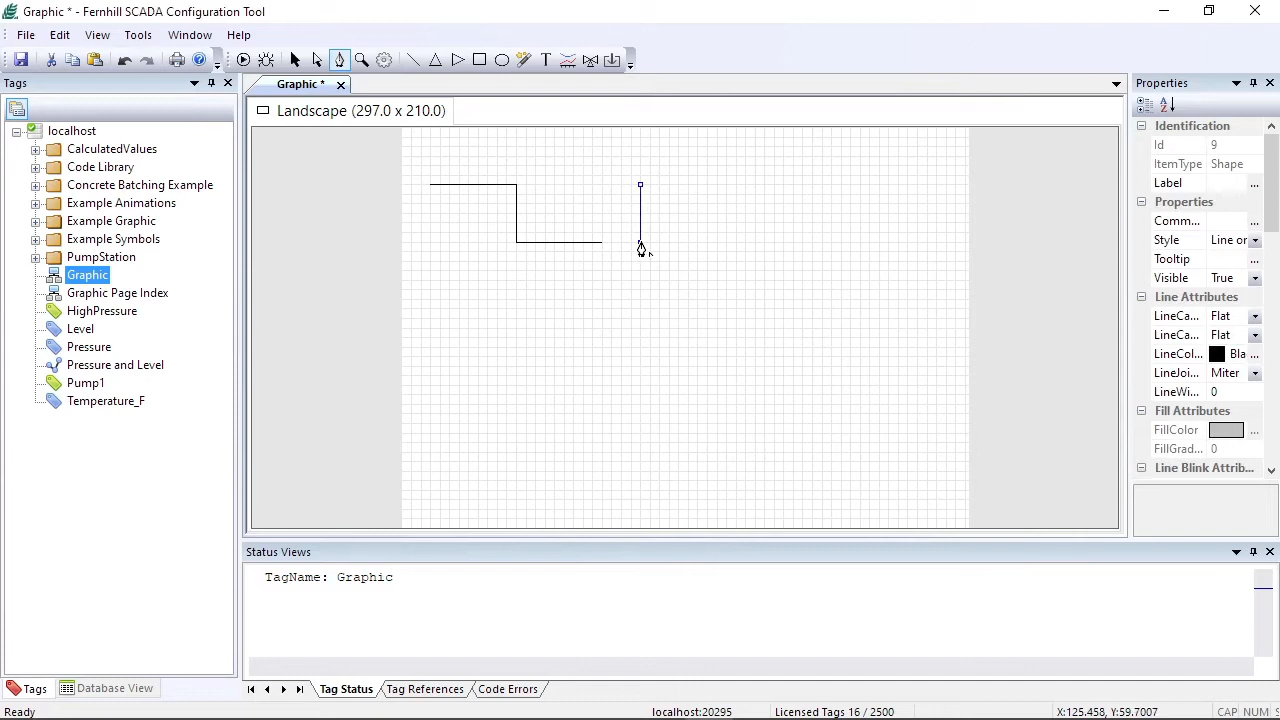 Graphic * - Fernhill SCADA Configuration Tool
File Edit View Tools Window Help
Tags
localhost
CalculatedValues
Code Library
Concrete Batching Example
Example Animations
Example Graphic
Example Symbols
PumpStation
Graphic
Graphic Page Index
HighPressure
Level
Pressure
Pressure and Level
Pump1
Temperature_F
Tags Database View
Graphic *
Landscape (297.0 x 210.0)
Properties
Identification
Id 9
ItemType Shape
Label ...
Properties
Comm... ...
Style Line or
Tooltip ...
Visible True
Line Attributes
LineCa... Flat
LineCa... Flat
LineCol... Bla ...
LineJoi... Miter
LineWi... 0
Fill Attributes
FillColor ...
FillGrad... 0
Line Blink Attrib...
Status Views
TagName: Graphic
Tag Status Tag References Code Errors
Ready localhost:20295 Licensed Tags 16 / 2500 X:125.458, Y:59.7007 CAP NUM